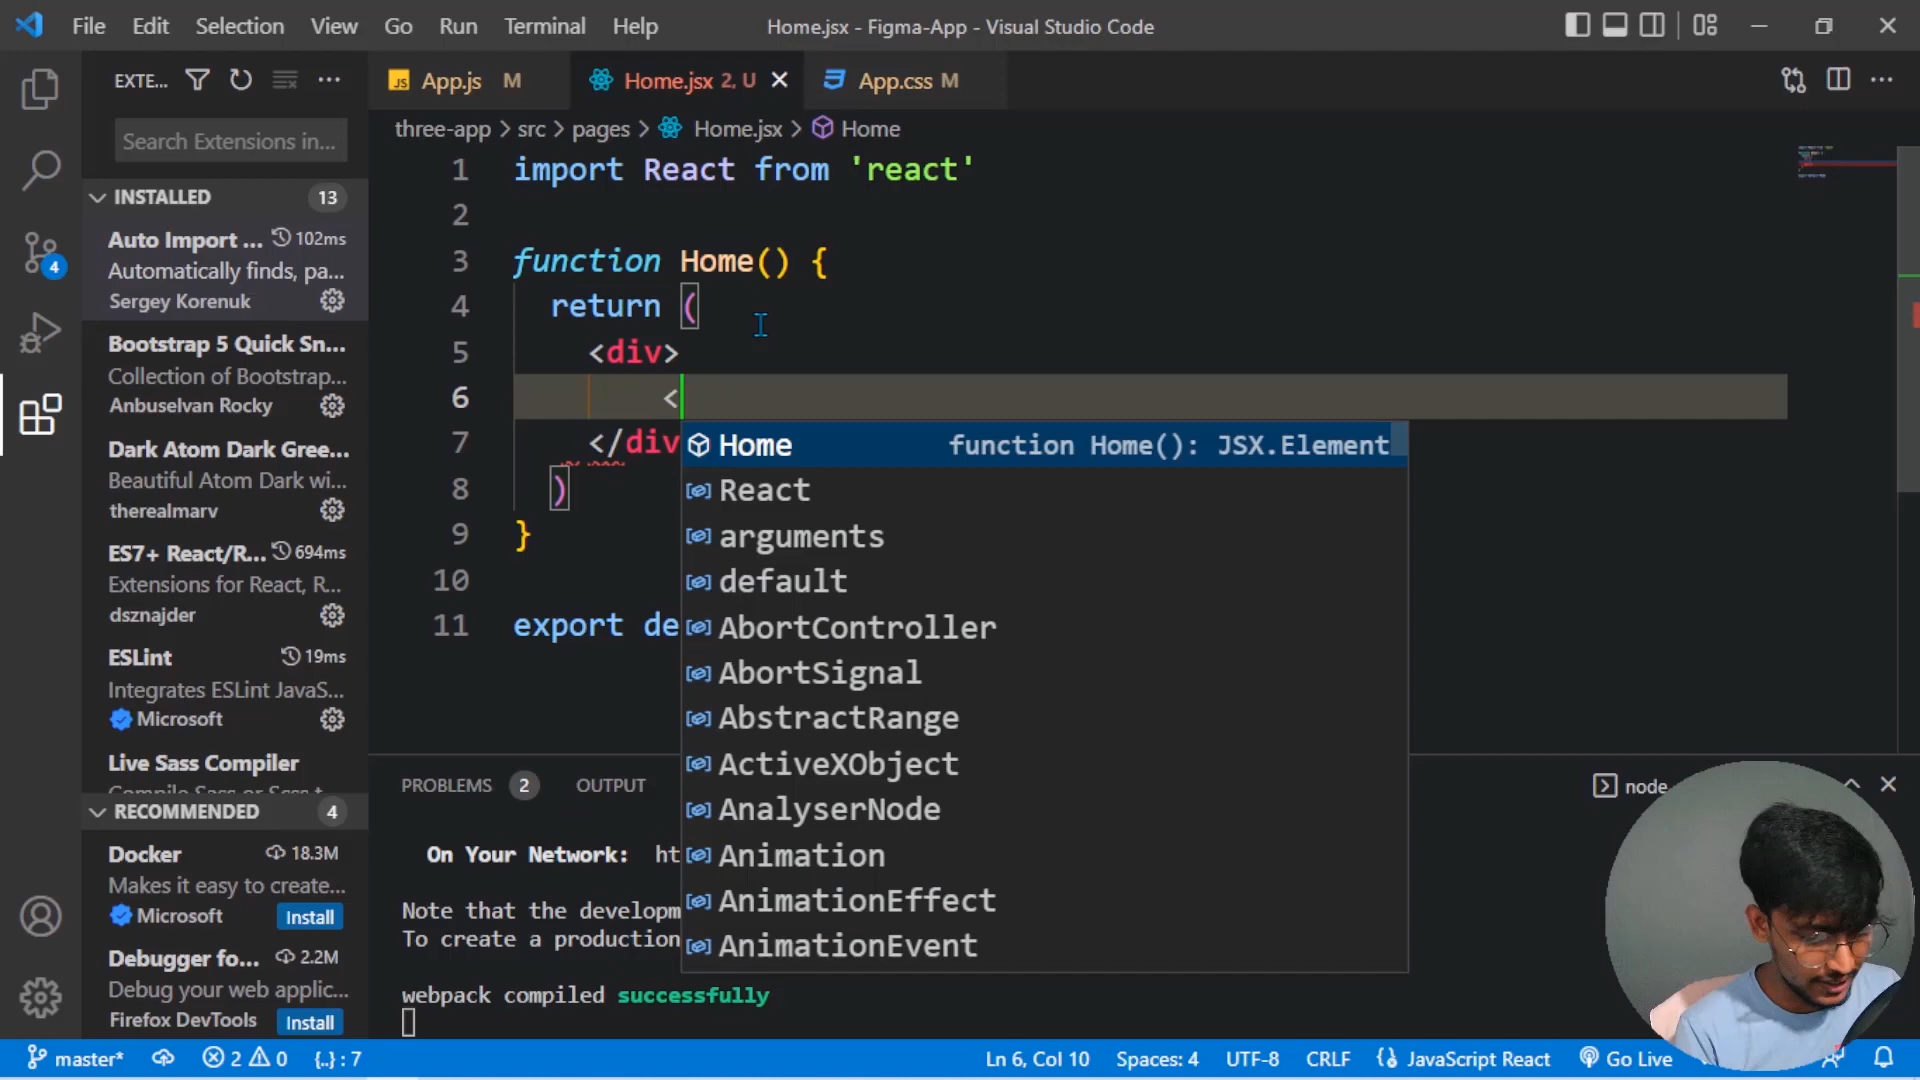 File Edit Selection View Go Run Terminal Help
Home.jsx - Figma-App - Visual Studio Code
EXTE...
Search Extensions in...
INSTALLED 13
Auto Import ... 102ms
Automatically finds, pa...
Sergey Korenuk
Bootstrap 5 Quick Sn...
Collection of Bootstrap...
Anbuselvan Rocky
Dark Atom Dark Gree...
Beautiful Atom Dark wi...
therealmarv
ES7+ React/R... 694ms
Extensions for React, R...
dsznajder
ESLint 19ms
Integrates ESLint JavaS...
Microsoft
Live Sass Compiler
RECOMMENDED 4
Docker 18.3M
Makes it easy to create...
Microsoft Install
Debugger fo... 2.2M
Debug your web applic...
Firefox DevTools Install
4
JS App.js M Home.jsx 2, U App.css M
three-app > src > pages > Home.jsx > Home
1 import React from 'react'
2
3 function Home() {
4 return (
5 <div>
6 <
7 </div
8 )
9 }
10
11 export de
Home function Home(): JSX.Element
React
arguments
default
AbortController
AbortSignal
AbstractRange
ActiveXObject
AnalyserNode
Animation
AnimationEffect
AnimationEvent
PROBLEMS 2 OUTPUT node
On Your Network: ht
Note that the developm
To create a production
webpack compiled successfully
master* 2 0 {..} : 7 Ln 6, Col 10 Spaces: 4 UTF-8 CRLF JavaScript React Go Live